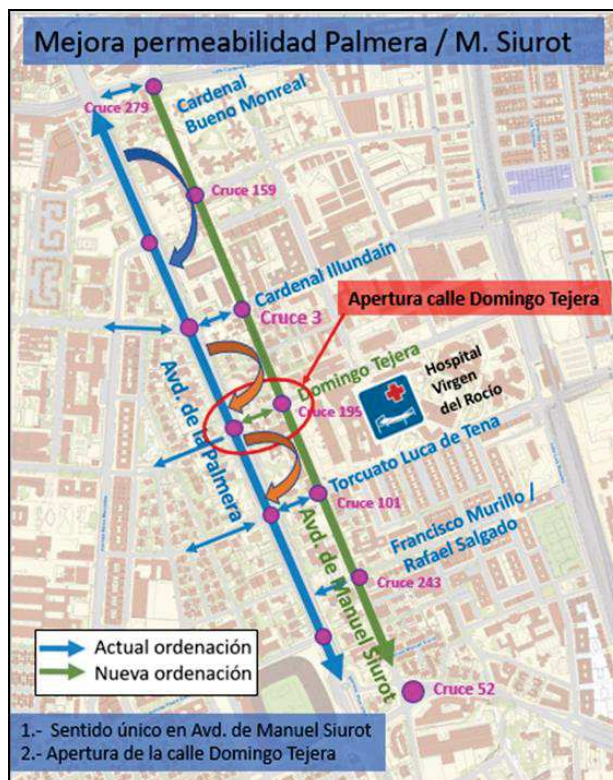 Mejora permeabilidad Palmera / M. Siurot
Cruce 279
Cardenal
Bueno Monreal
Cruce 159
Cardenal Illundain
Cruce 3
Apertura calle Domingo Tejera
Domingo Tejera
Cruce 195
Hospital
Virgen
del Rocío
Avd. de la Palmera
Torcuato Luca de Tena
Cruce 101
Avd. de Manuel Siurot
Francisco Murillo /
Rafael Salgado
Cruce 243
Actual ordenación
Nueva ordenación
Cruce 52
1.- Sentido único en Avd. de Manuel Siurot
2.- Apertura de la calle Domingo Tejera